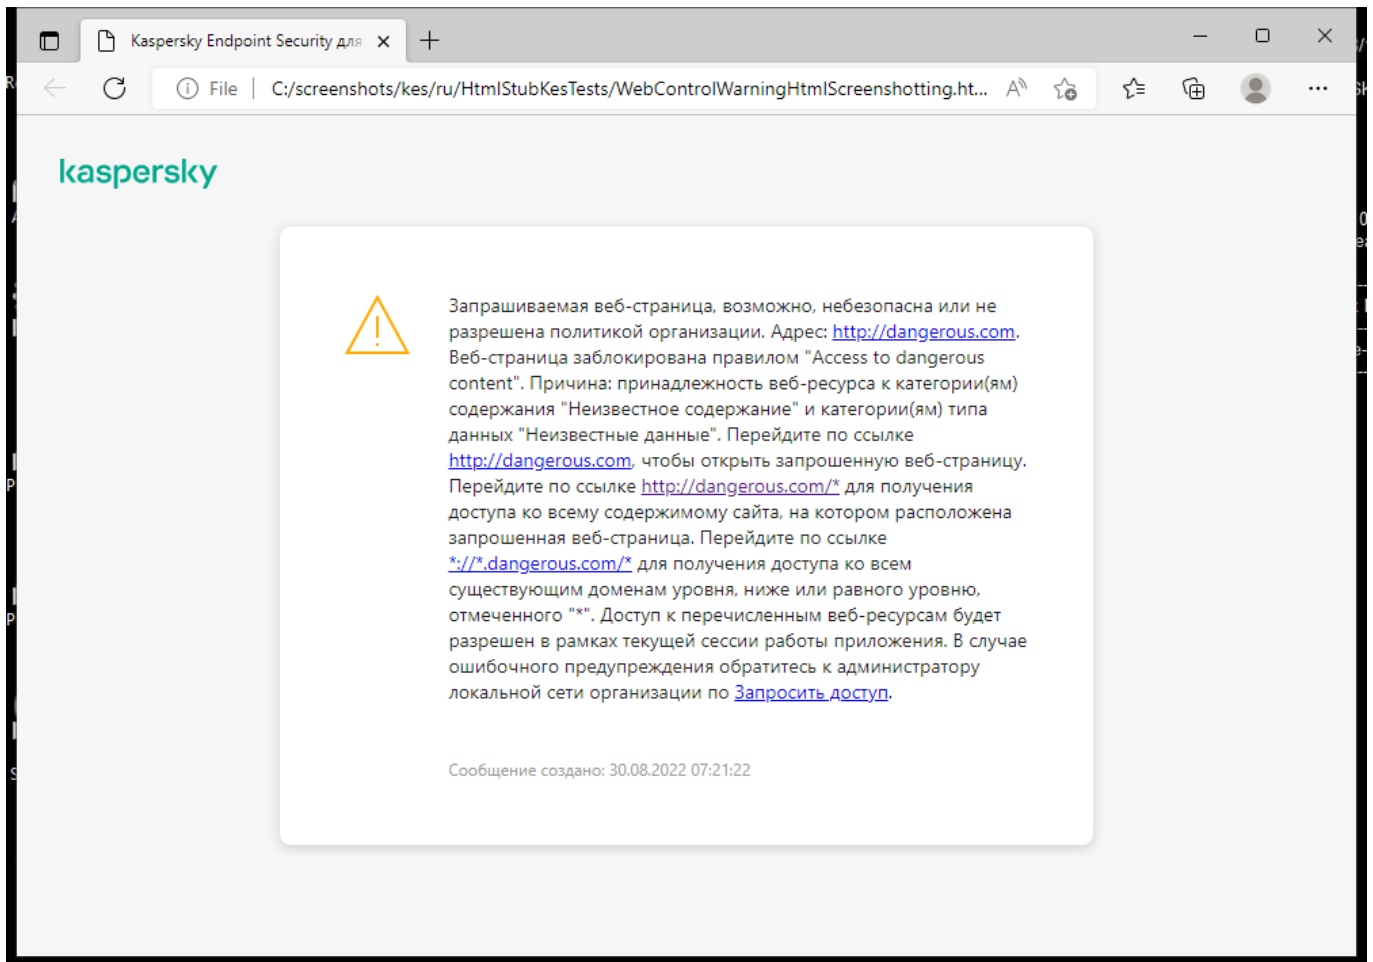 Kaspersky Endpoint Security для
File | C:/screenshots/kes/ru/HtmlStubKesTests/WebControlWarningHtmlScreenshotting.ht...
kaspersky
Запрашиваемая веб-страница, возможно, небезопасна или не
разрешена политикой организации. Адрес: http://dangerous.com.
Веб-страница заблокирована правилом "Access to dangerous
content". Причина: принадлежность веб-ресурса к категории(ям)
содержания "Неизвестное содержание" и категории(ям) типа
данных "Неизвестные данные". Перейдите по ссылке
http://dangerous.com, чтобы открыть запрошенную веб-страницу.
Перейдите по ссылке http://dangerous.com/* для получения
доступа ко всему содержимому сайта, на котором расположена
запрошенная веб-страница. Перейдите по ссылке
*://*.dangerous.com/* для получения доступа ко всем
существующим доменам уровня, ниже или равного уровню,
отмеченного "*". Доступ к перечисленным веб-ресурсам будет
разрешен в рамках текущей сессии работы приложения. В случае
ошибочного предупреждения обратитесь к администратору
локальной сети организации по Запросить доступ.
Сообщение создано: 30.08.2022 07:21:22